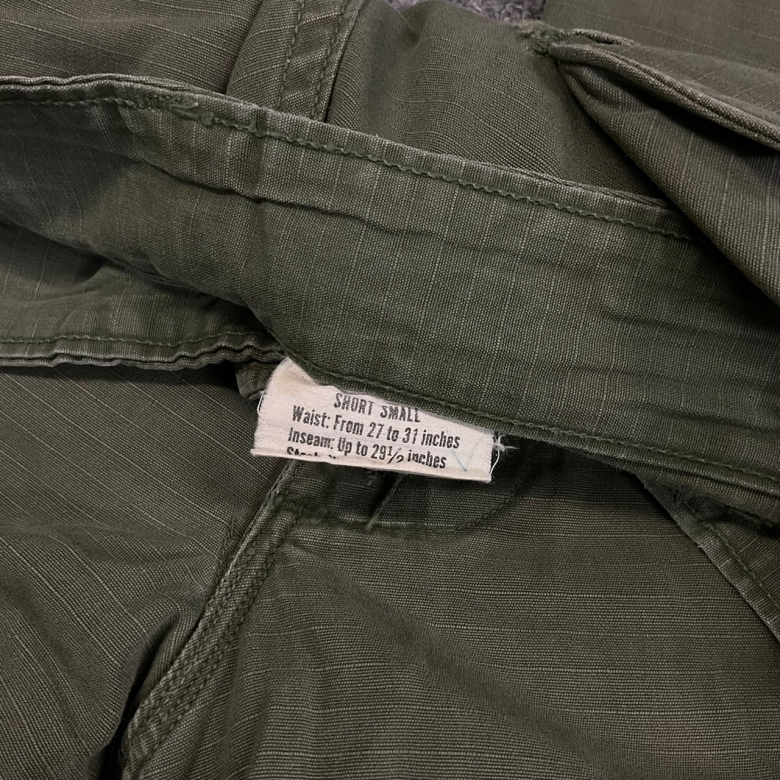 SHORT SMALL
Waist: From 27 to 31 inches
Inseam: Up to 29½ inches